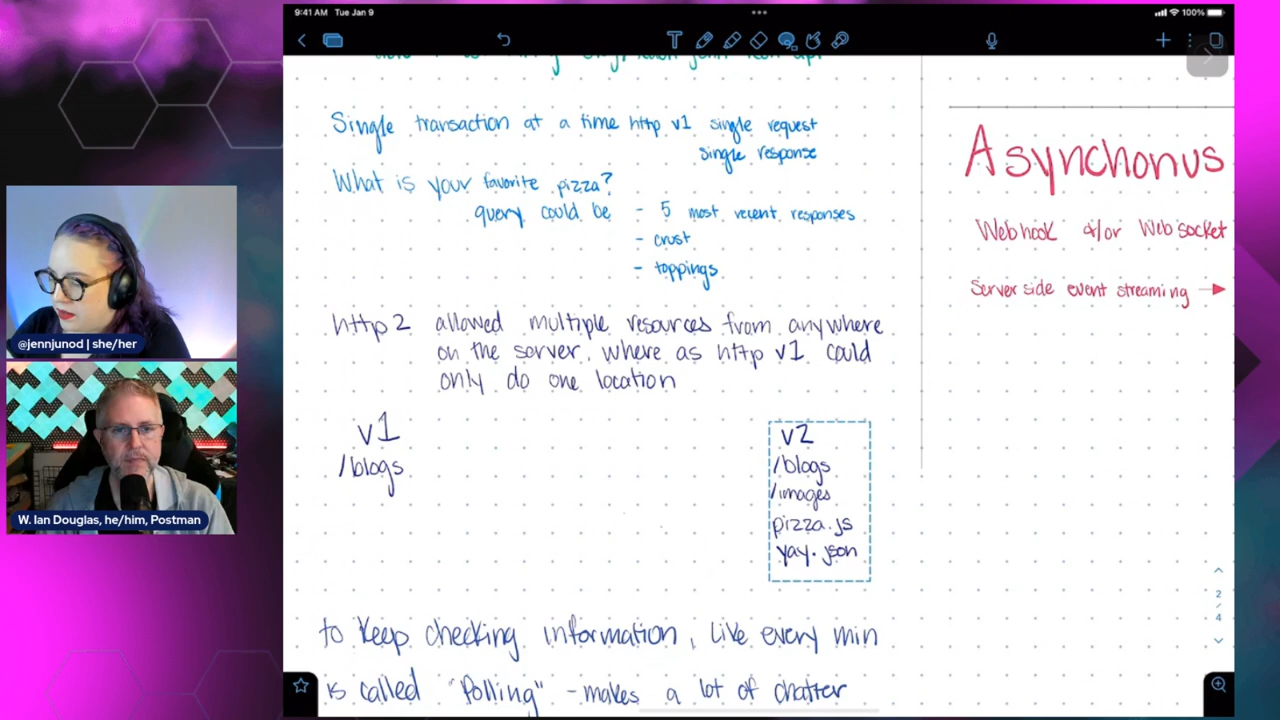 9:41 AM Tue Jan 9
100%
Single transaction at a time http v1 single request
single response
What is your favorite pizza?
query could be - 5 most recent responses
- crust
- toppings
http2 allowed multiple resources from anywhere
on the server, where as http v1 could
only do one location
v1
/blogs
v2
/blogs
/images
pizza.js
yay.json
to keep checking information, like every min
is called "Polling" - makes a lot of chatter
Asynchonus
Webhook &/or Websocket
Server side event streaming →
2
/
4
@jennjunod | she/her
W. Ian Douglas, he/him, Postman